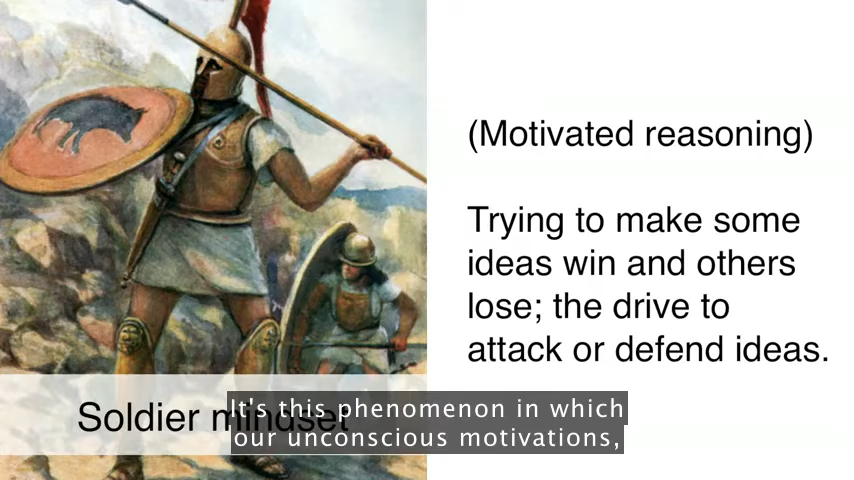 (Motivated reasoning)
Trying to make some
ideas win and others
lose; the drive to
attack or defend ideas.
Soldier mindset
It's this phenomenon in which
our unconscious motivations,